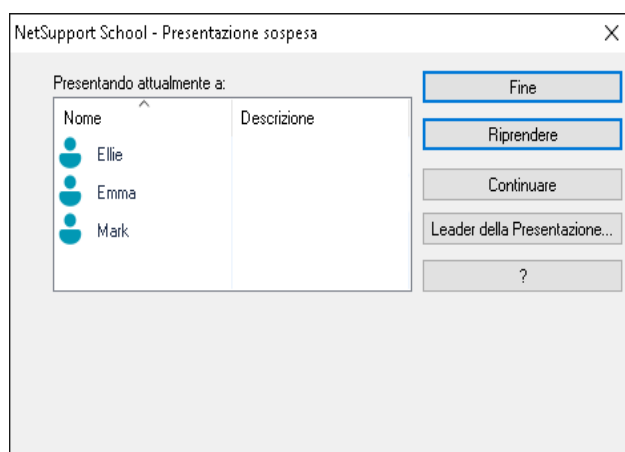 NetSupport School - Presentazione sospesa
Presentando attualmente a:
Nome Descrizione
Ellie
Emma
Mark
Fine
Riprendere
Continuare
Leader della Presentazione...
?